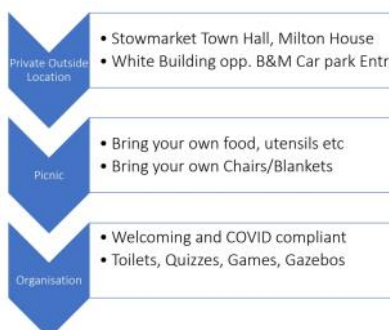 Private Outside
Location
• Stowmarket Town Hall, Milton House
• White Building opp. B&M Car park Entr
Picnic
• Bring your own food, utensils etc
• Bring your own Chairs/Blankets
Organisation
• Welcoming and COVID compliant
• Toilets, Quizzes, Games, Gazebos